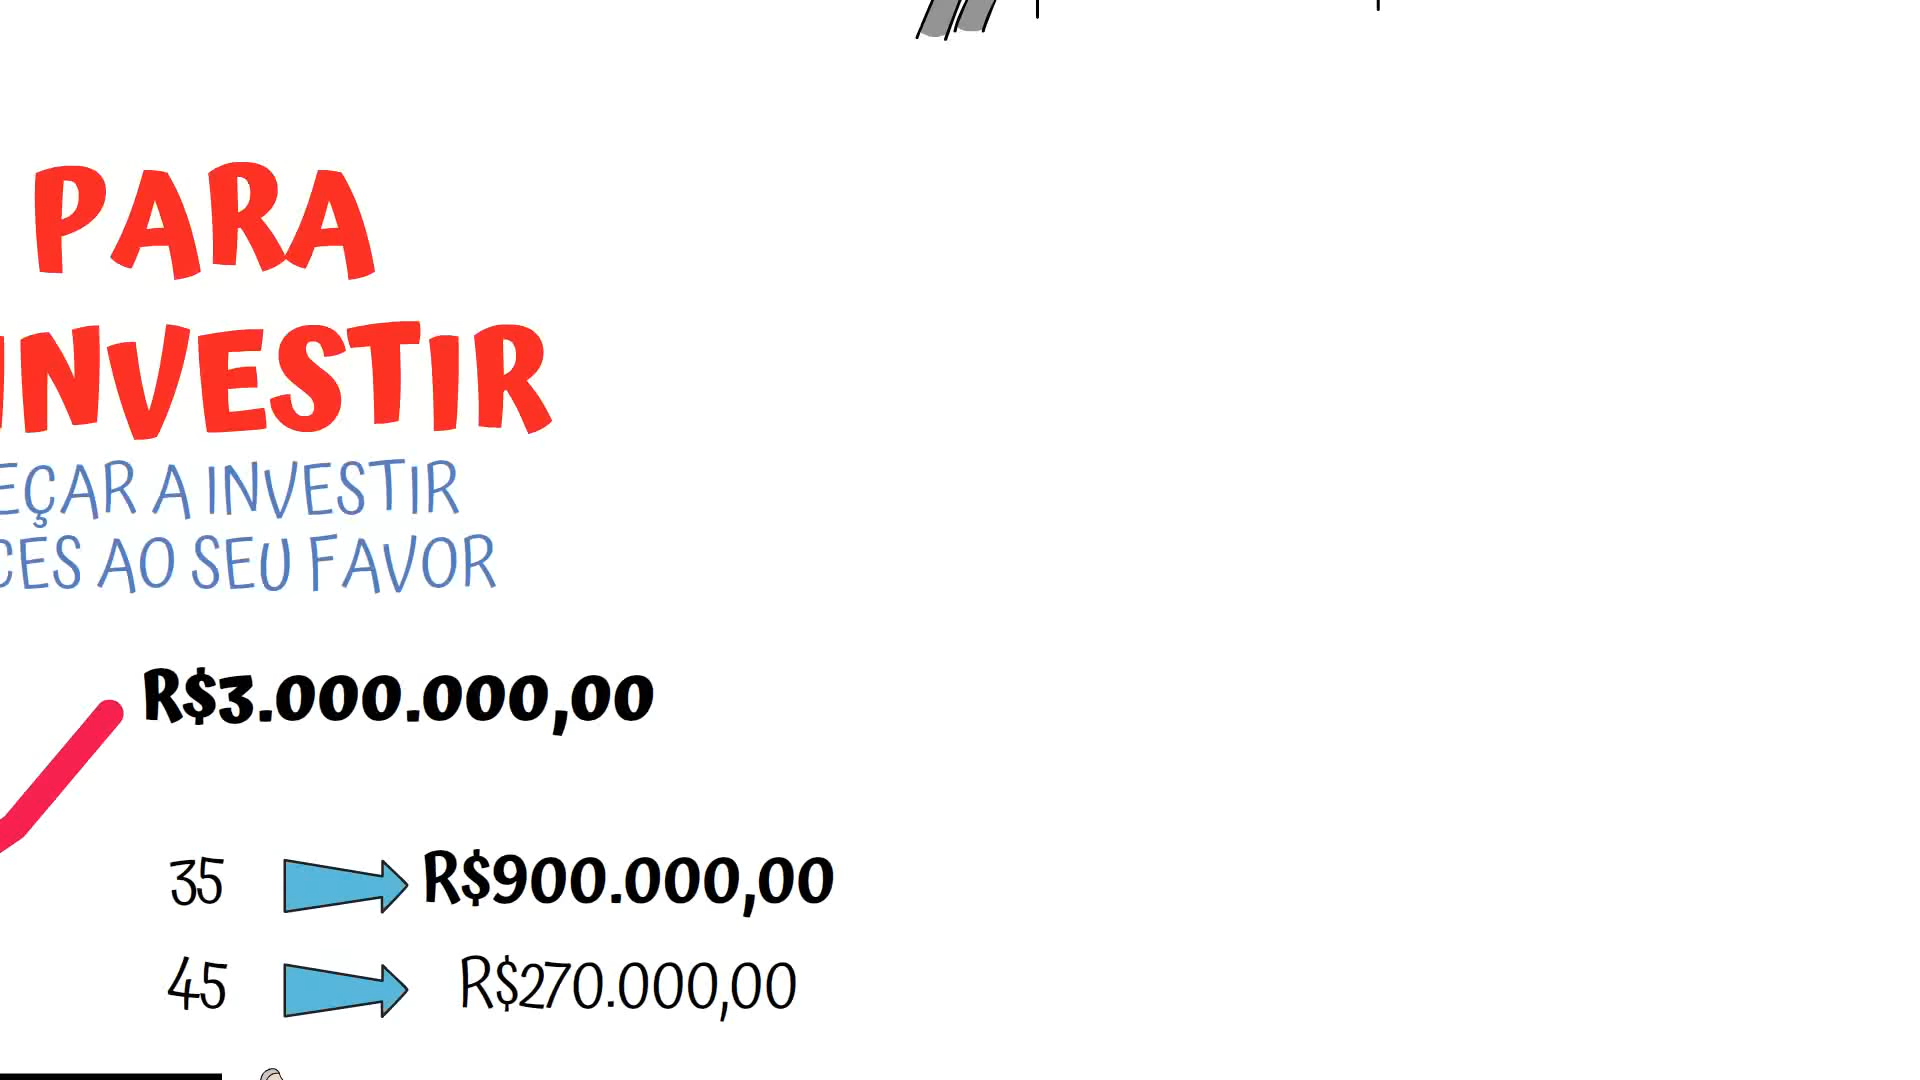 PARA
INVESTIR
EÇAR A INVESTIR
CES AO SEU FAVOR
R$3.000.000,00
35 R$900.000,00
45 R$270.000,00